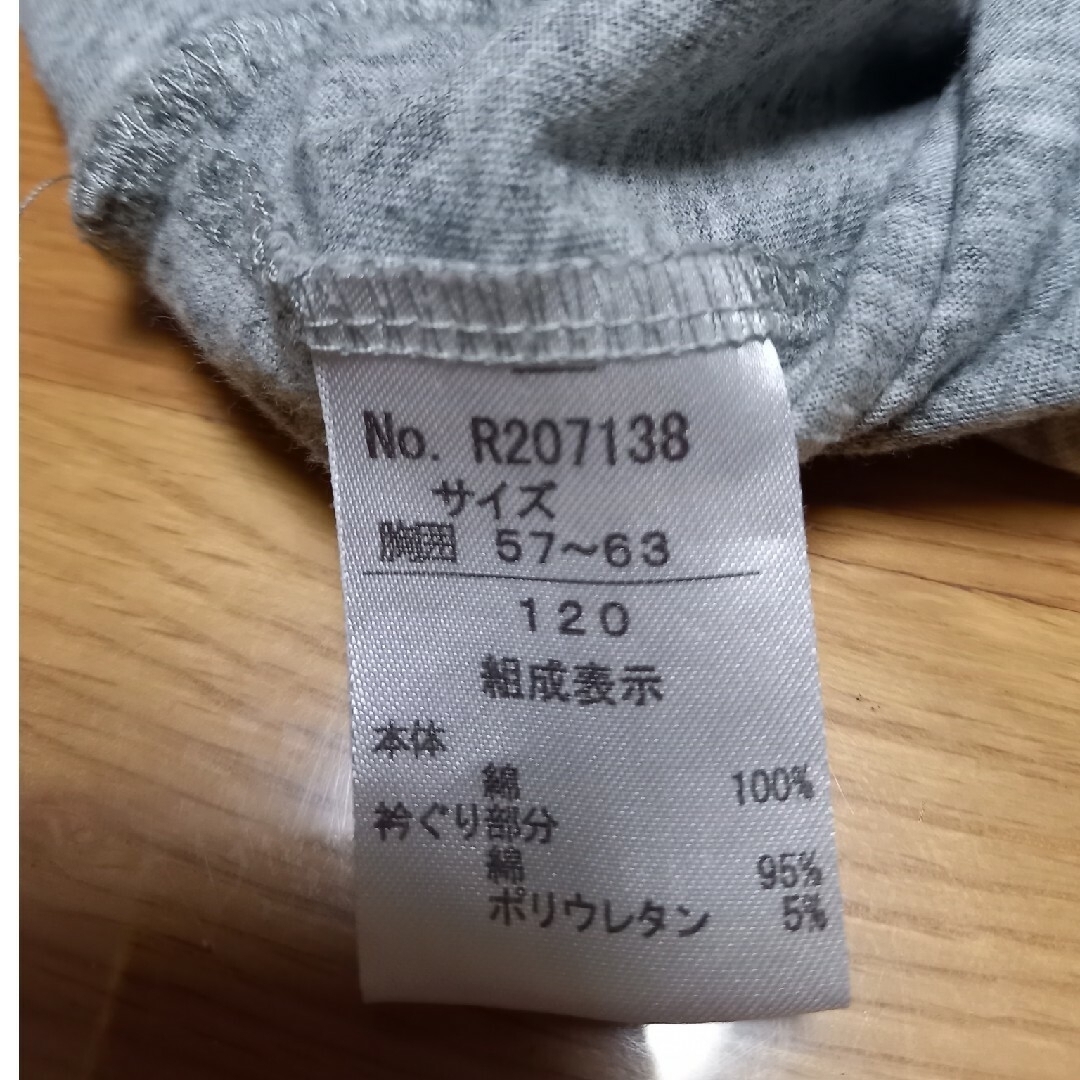 No. R207138
サイズ
胸囲 57～63
120
組成表示
本体
綿 100%
衿ぐり部分
綿 95%
ポリウレタン 5%